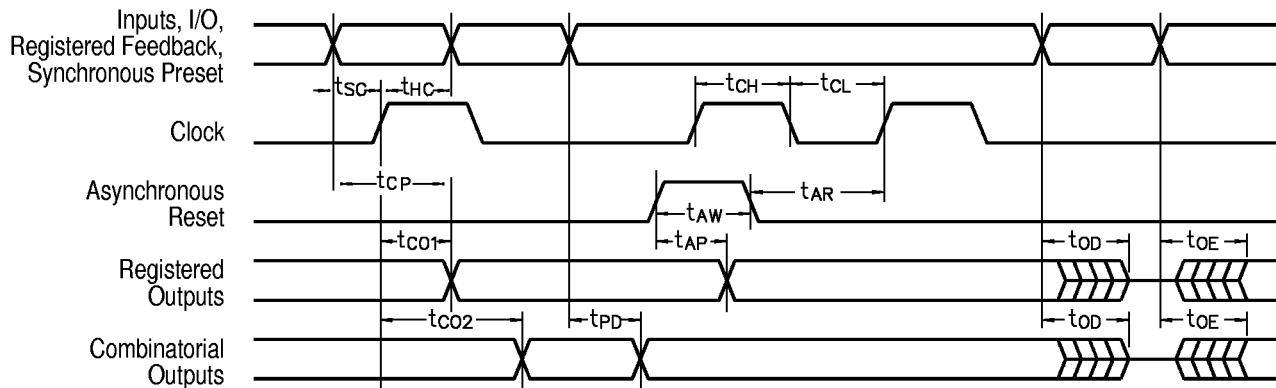 Inputs, I/O,
Registered Feedback,
Synchronous Preset
tSC tHC tCH tCL
Clock
tCP
Asynchronous
Reset
tAR
tAW
tCO1 tAP tOD tOE
Registered
Outputs
tCO2 tPD tOD tOE
Combinatorial
Outputs